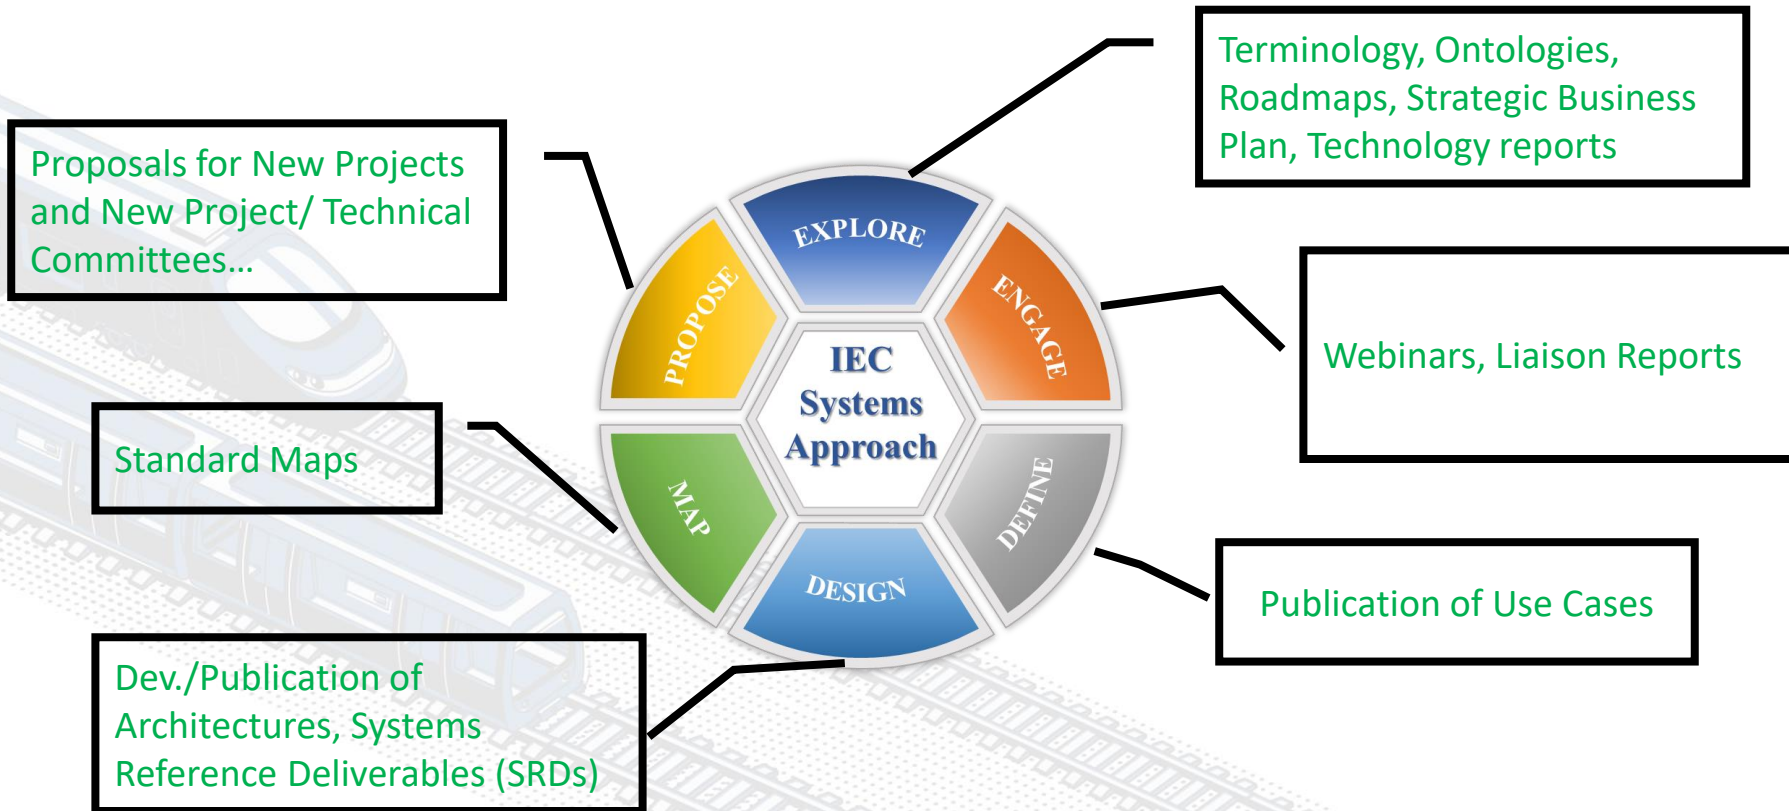 Terminology, Ontologies,
Roadmaps, Strategic Business
Plan, Technology reports
Proposals for New Projects
and New Project/ Technical
Committees...
EXPLORE
PROPOSE
ENGAGE
IEC
Systems
Approach
Webinars, Liaison Reports
Standard Maps
MAP
DEFINE
DESIGN
Publication of Use Cases
Dev./Publication of
Architectures, Systems
Reference Deliverables (SRDs)